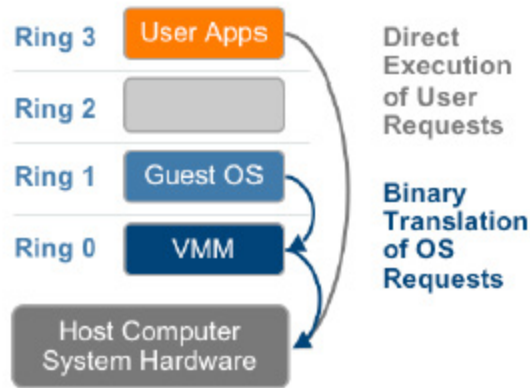 Ring 3
User Apps
Ring 2
Ring 1
Guest OS
Ring 0
VMM
Host Computer
System Hardware
Direct
Execution
of User
Requests
Binary
Translation
of OS
Requests